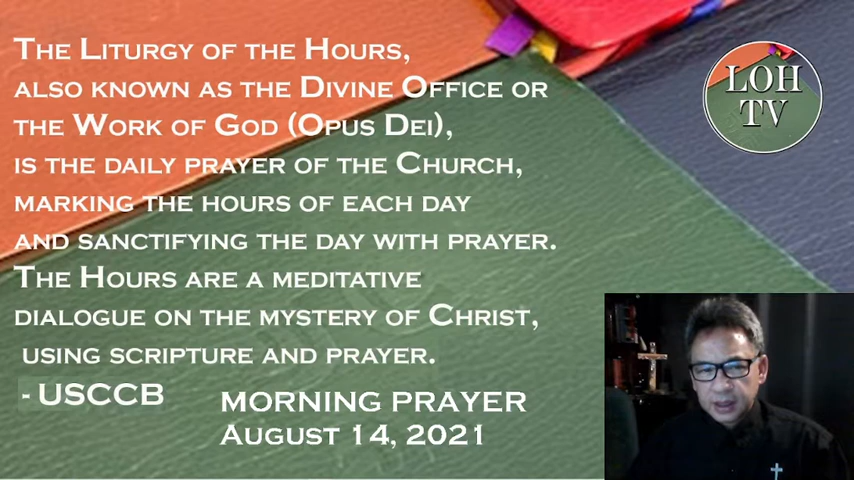 The Liturgy of the Hours,
also known as the Divine Office or
the Work of God (Opus Dei),
is the daily prayer of the Church,
marking the hours of each day
and sanctifying the day with prayer.
The Hours are a meditative
dialogue on the mystery of Christ,
using scripture and prayer.
- USCCB
MORNING PRAYER
August 14, 2021
LOH
TV